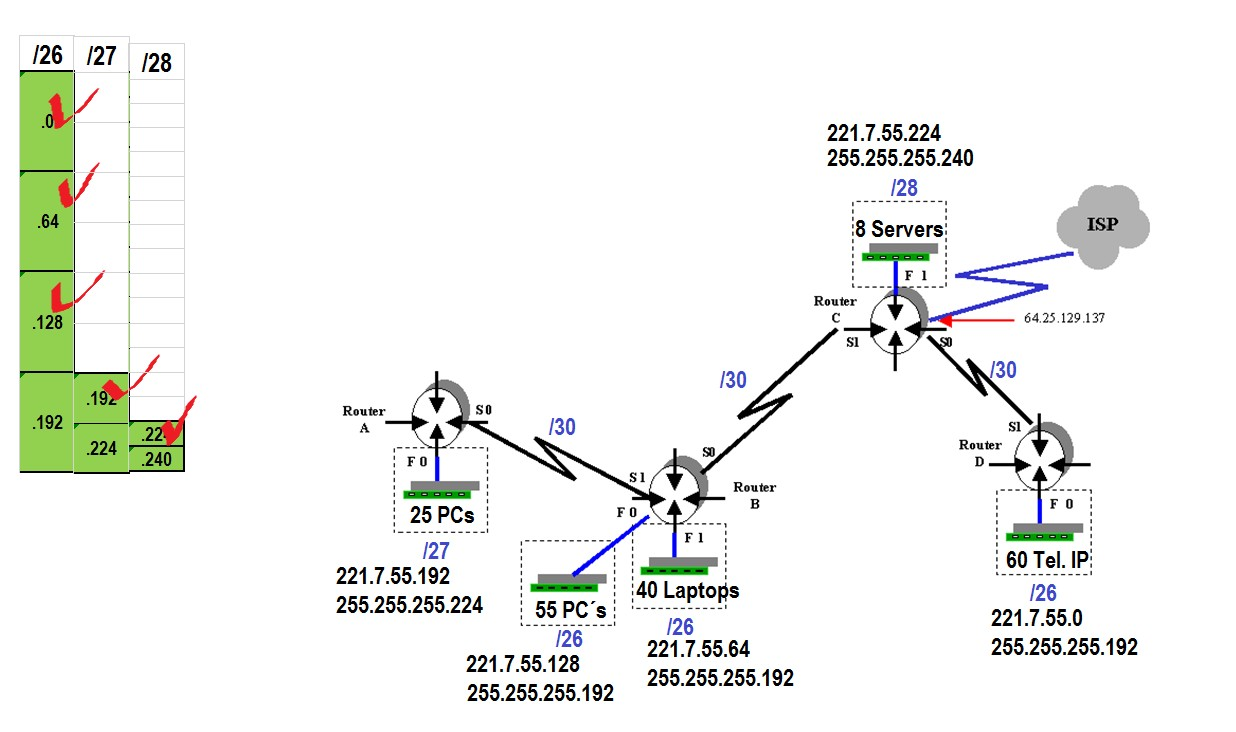 /26 /27 /28
.0
.64
.128
.192 .192
.224 .224
.240
221.7.55.224
255.255.255.240
/28
8 Servers
F 1
ISP
Router
C
S1
S0
64.25.129.137
/30
/30
Router
A
S0
F 0
25 PCs
/27
221.7.55.192
255.255.255.224
/30
S1
S0
F 0
F 1
Router
B
55 PC´s
/26
221.7.55.128
255.255.255.192
40 Laptops
/26
221.7.55.64
255.255.255.192
S1
Router
D
F 0
60 Tel. IP
/26
221.7.55.0
255.255.255.192